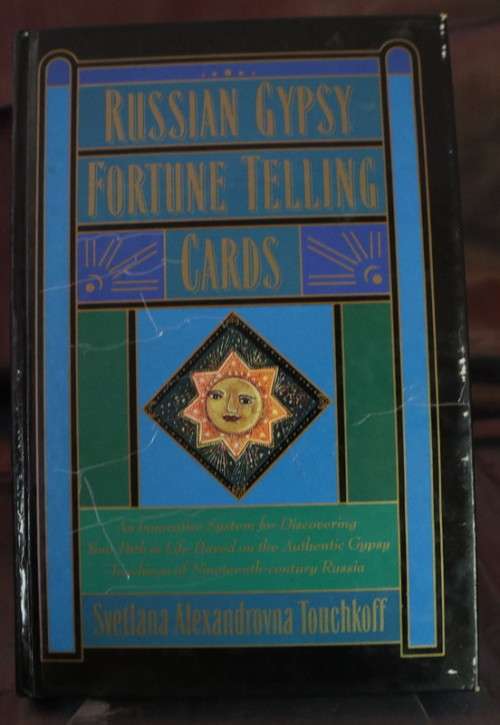 RUSSIAN GYPSY
FORTUNE TELLING
CARDS
An Innovative System for Discovering
Your Path in Life Based on the Authentic Gypsy
Teachings of Nineteenth-century Russia
Svetlana Alexandrovna Touchkoff